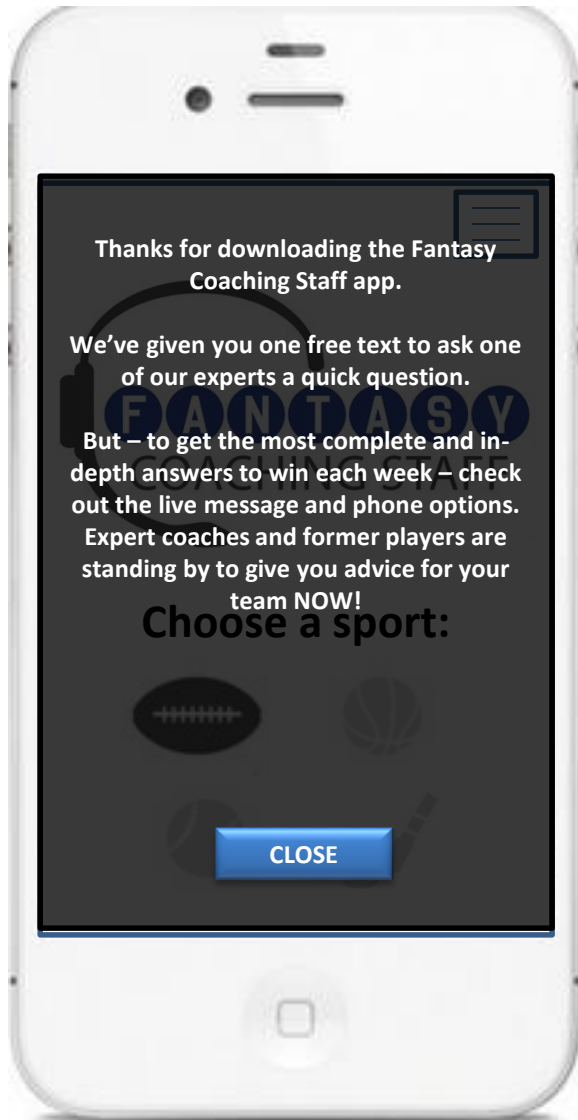 Thanks for downloading the Fantasy
Coaching Staff app.
We’ve given you one free text to ask one
of our experts a quick question.
FANTASY
But – to get the most complete and in-
depth answers to win each week – check
COACHING STAFF
out the live message and phone options.
Expert coaches and former players are
standing by to give you advice for your
team NOW!
Choose a sport:
CLOSE